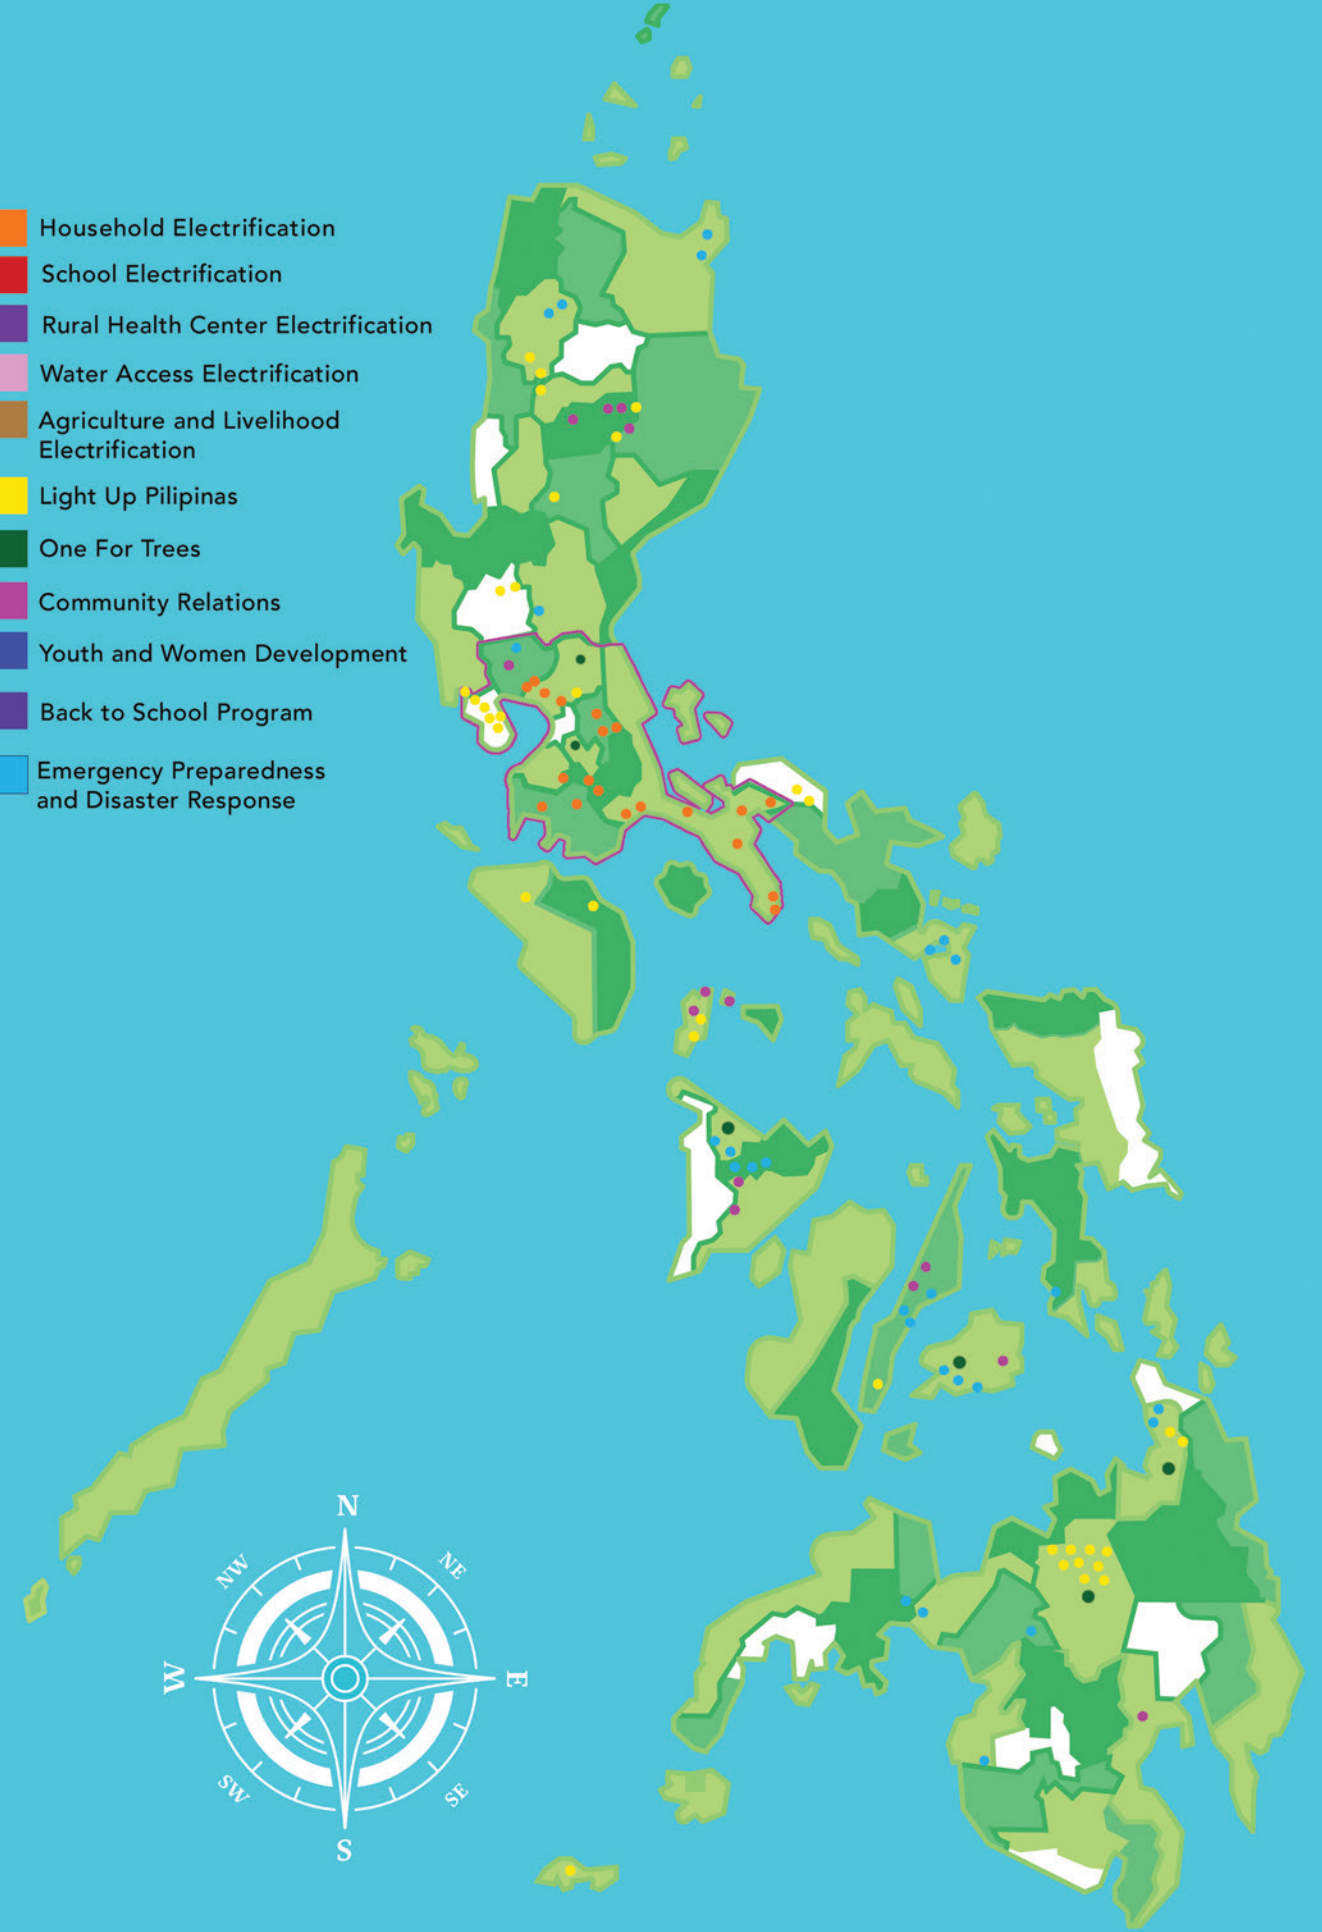 Household Electrification
School Electrification
Rural Health Center Electrification
Water Access Electrification
Agriculture and Livelihood
Electrification
Light Up Pilipinas
One For Trees
Community Relations
Youth and Women Development
Back to School Program
Emergency Preparedness
and Disaster Response
N
NW
NE
W
E
SW
SE
S